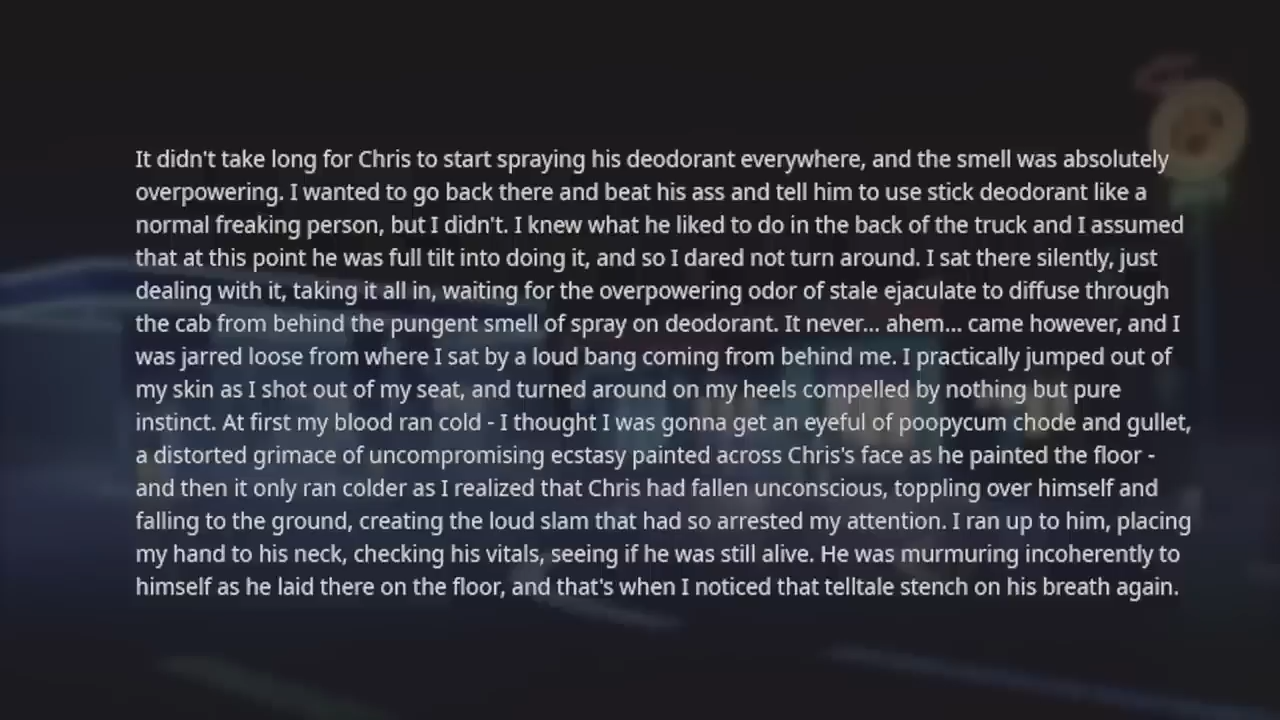 It didn't take long for Chris to start spraying his deodorant everywhere, and the smell was absolutely
overpowering. I wanted to go back there and beat his ass and tell him to use stick deodorant like a
normal freaking person, but I didn't. I knew what he liked to do in the back of the truck and I assumed
that at this point he was full tilt into doing it, and so I dared not turn around. I sat there silently, just
dealing with it, taking it all in, waiting for the overpowering odor of stale ejaculate to diffuse through
the cab from behind the pungent smell of spray on deodorant. It never... ahem... came however, and I
was jarred loose from where I sat by a loud bang coming from behind me. I practically jumped out of
my skin as I shot out of my seat, and turned around on my heels compelled by nothing but pure
instinct. At first my blood ran cold - I thought I was gonna get an eyeful of poopycum chode and gullet,
a distorted grimace of uncompromising ecstasy painted across Chris's face as he painted the floor -
and then it only ran colder as I realized that Chris had fallen unconscious, toppling over himself and
falling to the ground, creating the loud slam that had so arrested my attention. I ran up to him, placing
my hand to his neck, checking his vitals, seeing if he was still alive. He was murmuring incoherently to
himself as he laid there on the floor, and that's when I noticed that telltale stench on his breath again.